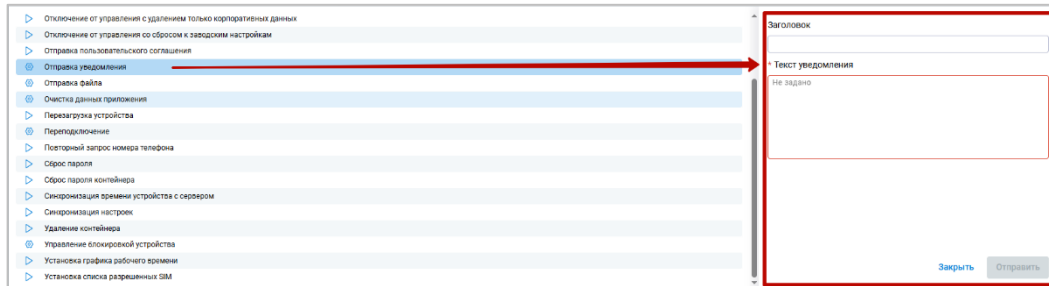 Отключение от управления с удалением только корпоративных данных
Отключение от управления со сбросом к заводским настройкам
Отправка пользовательского соглашения
Отправка уведомления
Отправка файла
Очистка данных приложения
Перезагрузка устройства
Переподключение
Повторный запрос номера телефона
Сброс пароля
Сброс пароля контейнера
Синхронизация времени устройства с сервером
Синхронизация настроек
Удаление контейнера
Управление блокировкой устройства
Установка графика рабочего времени
Установка списка разрешенных SIM
Заголовок
* Текст уведомления
Не задано
Закрыть Отправить